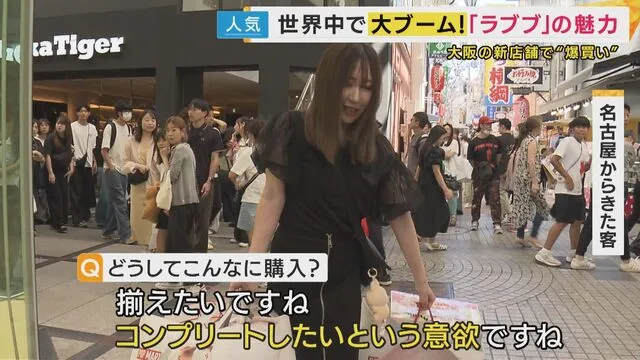 人気
世界中で大ブーム!「ラブブ」の魅力
大阪の新店舗で“爆買い”
onitsuka Tiger
名古屋からきた客
Q どうしてこんなに購入?
揃えたいですね
コンプリートしたいという意欲ですね